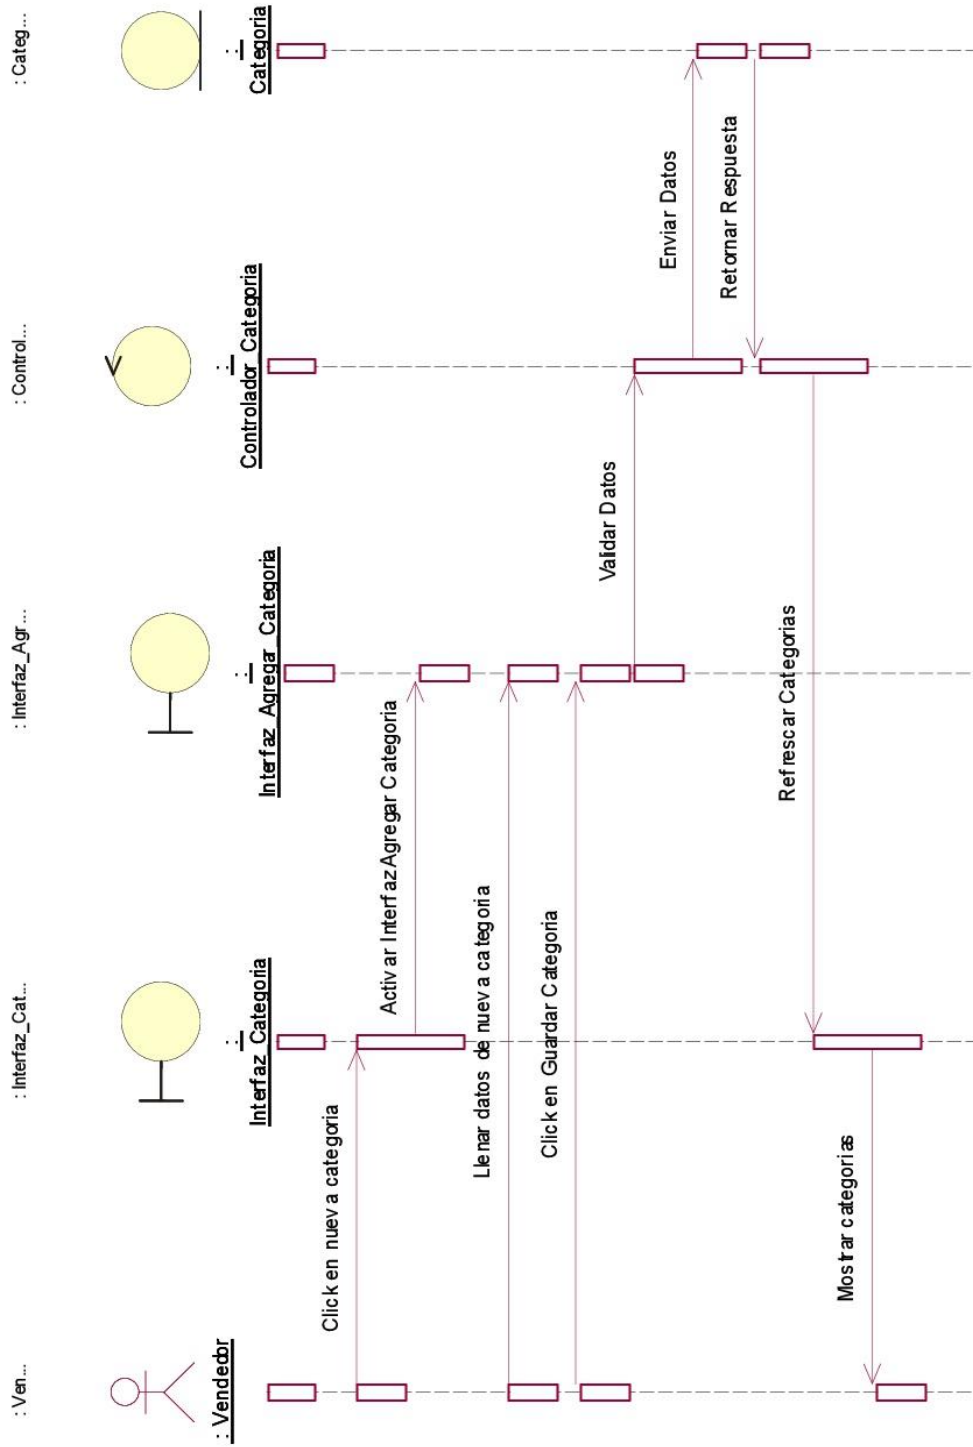 : Ven...
: Interfaz_Cat...
: Interfaz_Agr...
: Control...
: Categ...
: Vendedor
:
Interfaz_Categoria
:
Interfaz_Agregar_Categoria
:
Controlador_Categoria
:
Categoria
Click en nueva categoria
Activar Interfaz Agregar Categoria
Llenar datos de nueva categoria
Click en Guardar Categoria
Validar Datos
Enviar Datos
Retornar Respuesta
Refrescar Categorias
Mostrar categorias